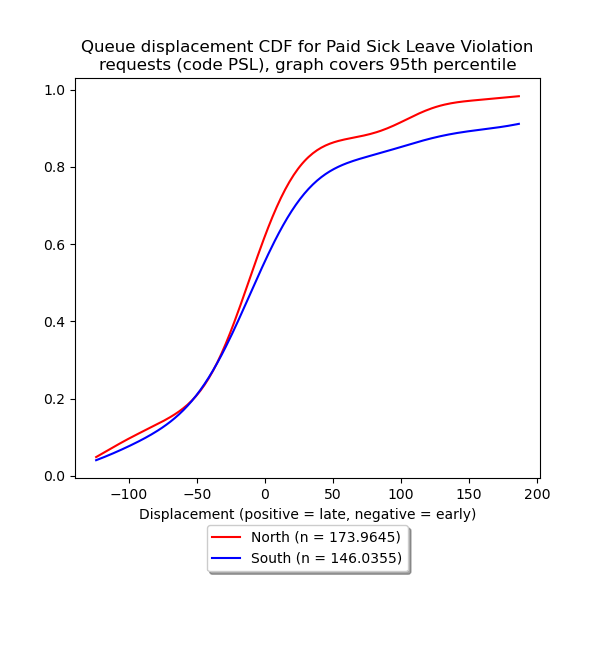 Queue displacement CDF for Paid Sick Leave Violation
requests (code PSL), graph covers 95th percentile
1.0
0.8
0.6
0.4
0.2
0.0
−100 −50 0 50 100 150 200
Displacement (positive = late, negative = early)
North (n = 173.9645)
South (n = 146.0355)